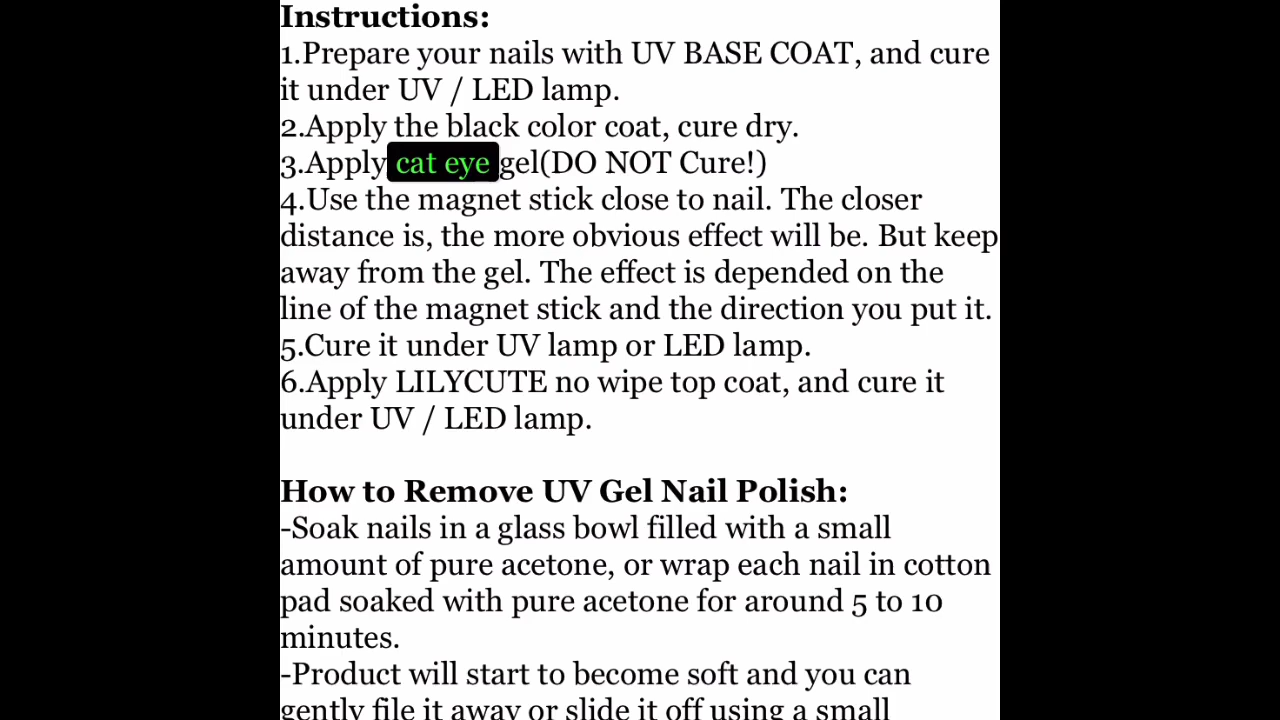 Instructions:
1.Prepare your nails with UV BASE COAT, and cure
it under UV / LED lamp.
2.Apply the black color coat, cure dry.
3.Apply cat eye gel(DO NOT Cure!)
4.Use the magnet stick close to nail. The closer
distance is, the more obvious effect will be. But keep
away from the gel. The effect is depended on the
line of the magnet stick and the direction you put it.
5.Cure it under UV lamp or LED lamp.
6.Apply LILYCUTE no wipe top coat, and cure it
under UV / LED lamp.
How to Remove UV Gel Nail Polish:
-Soak nails in a glass bowl filled with a small
amount of pure acetone, or wrap each nail in cotton
pad soaked with pure acetone for around 5 to 10
minutes.
-Product will start to become soft and you can
gently file it away or slide it off using a small